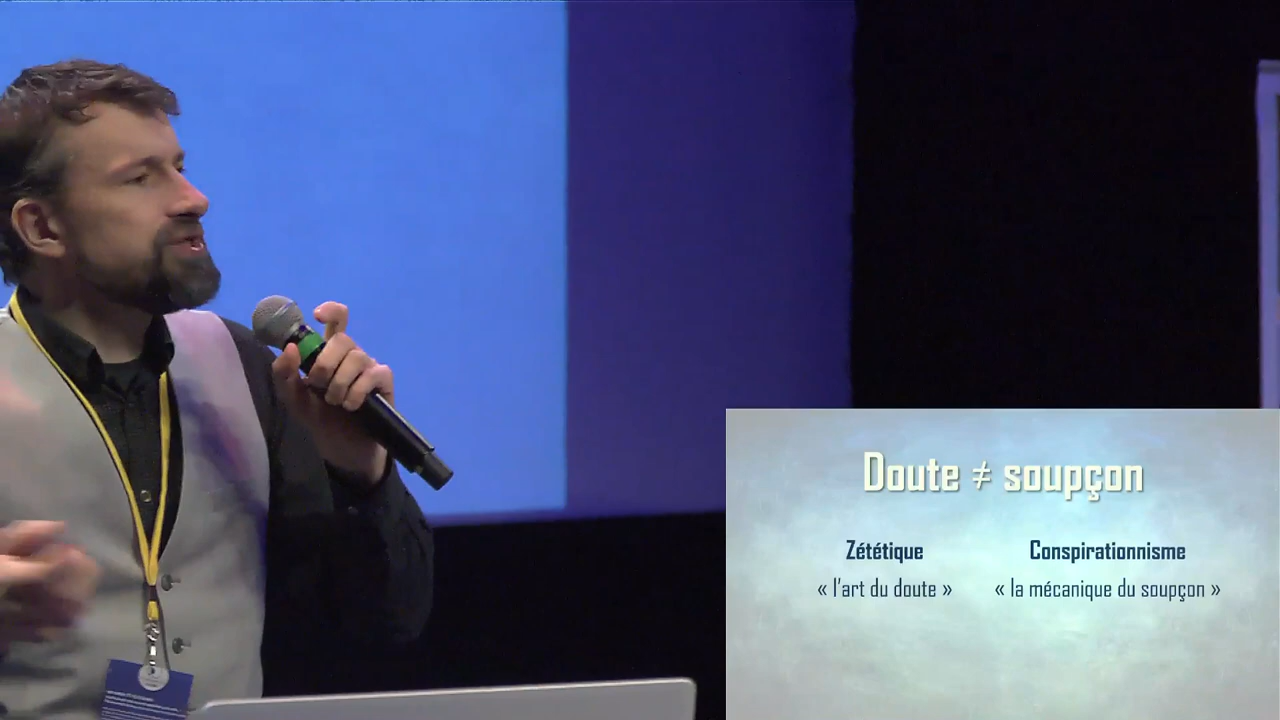 Doute ≠ soupçon
Zététique
« l'art du doute »
Conspirationnisme
« la mécanique du soupçon »